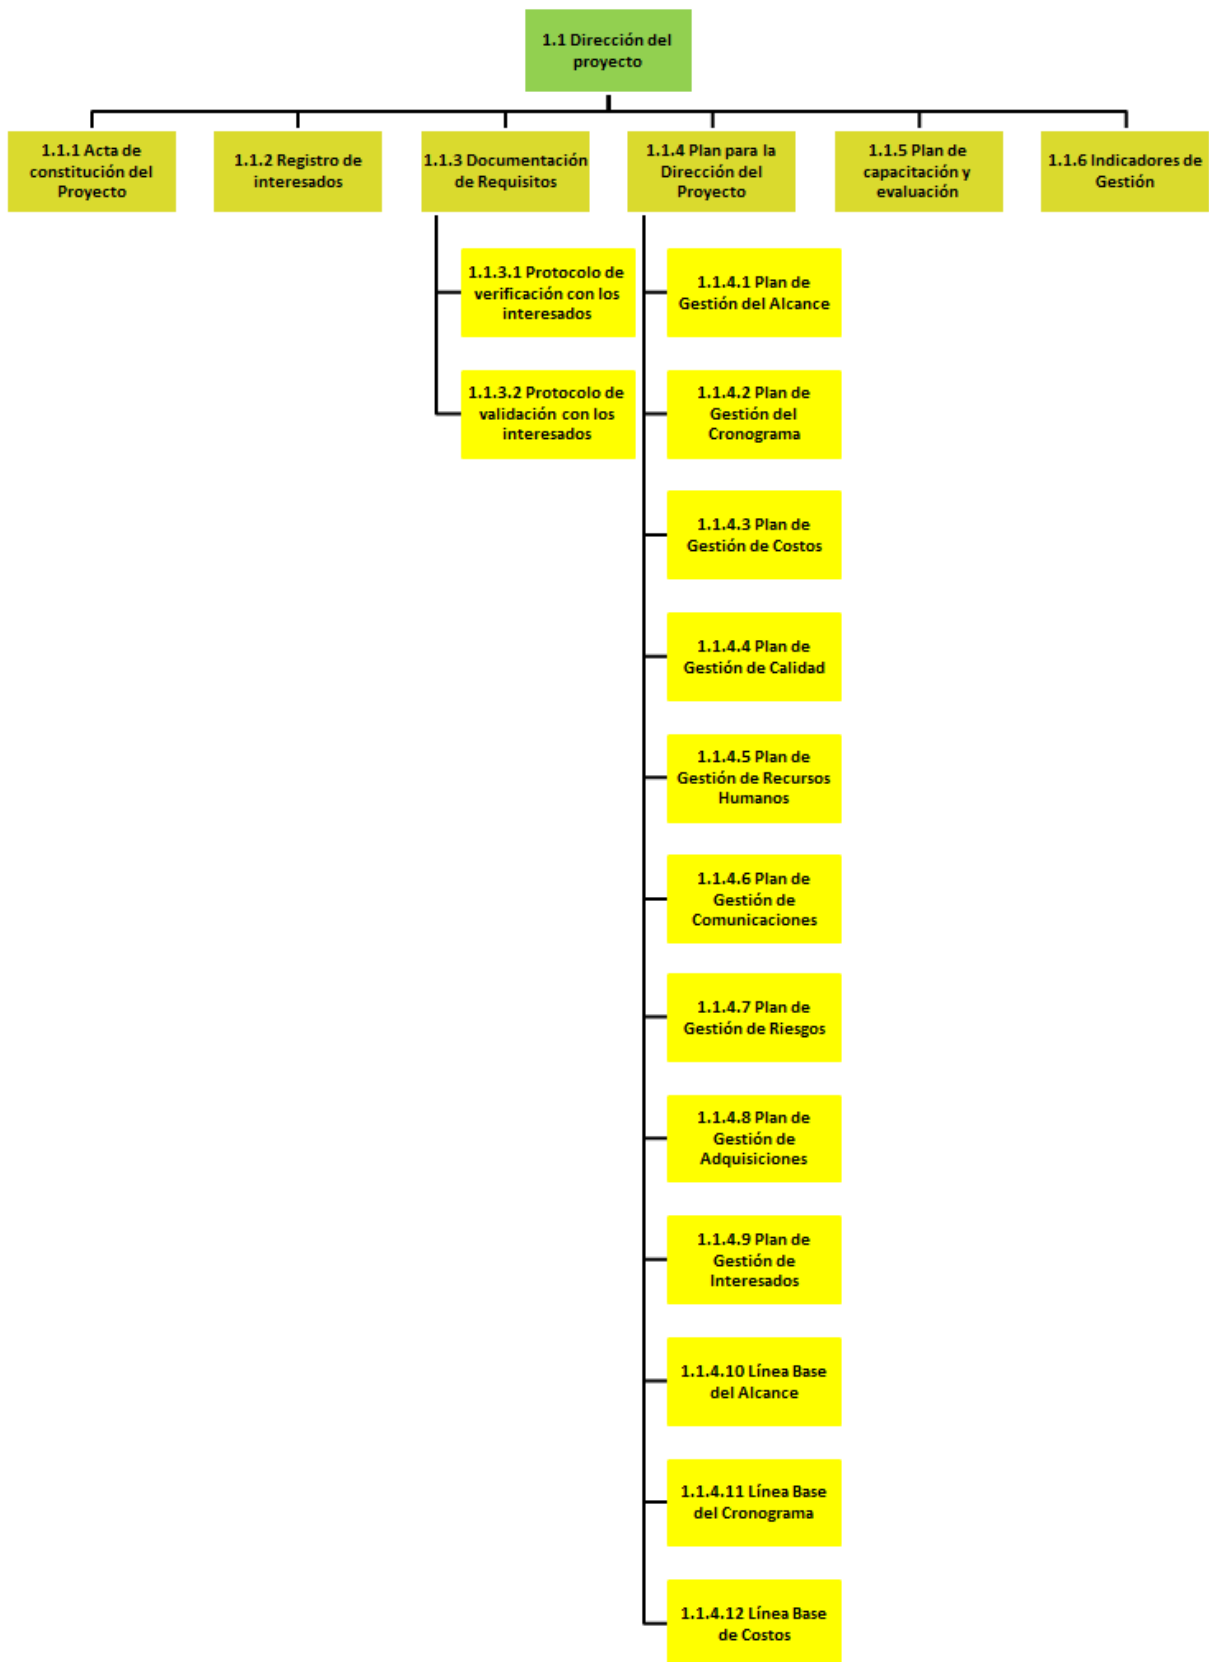 1.1 Dirección del
proyecto
1.1.1 Acta de
constitución del
Proyecto
1.1.2 Registro de
interesados
1.1.3 Documentación
de Requisitos
1.1.4 Plan para la
Dirección del
Proyecto
1.1.5 Plan de
capacitación y
evaluación
1.1.6 Indicadores de
Gestión
1.1.3.1 Protocolo de
verificación con los
interesados
1.1.3.2 Protocolo de
validación con los
interesados
1.1.4.1 Plan de
Gestión del Alcance
1.1.4.2 Plan de
Gestión del
Cronograma
1.1.4.3 Plan de
Gestión de Costos
1.1.4.4 Plan de
Gestión de Calidad
1.1.4.5 Plan de
Gestión de Recursos
Humanos
1.1.4.6 Plan de
Gestión de
Comunicaciones
1.1.4.7 Plan de
Gestión de Riesgos
1.1.4.8 Plan de
Gestión de
Adquisiciones
1.1.4.9 Plan de
Gestión de
Interesados
1.1.4.10 Línea Base
del Alcance
1.1.4.11 Línea Base
del Cronograma
1.1.4.12 Línea Base
de Costos